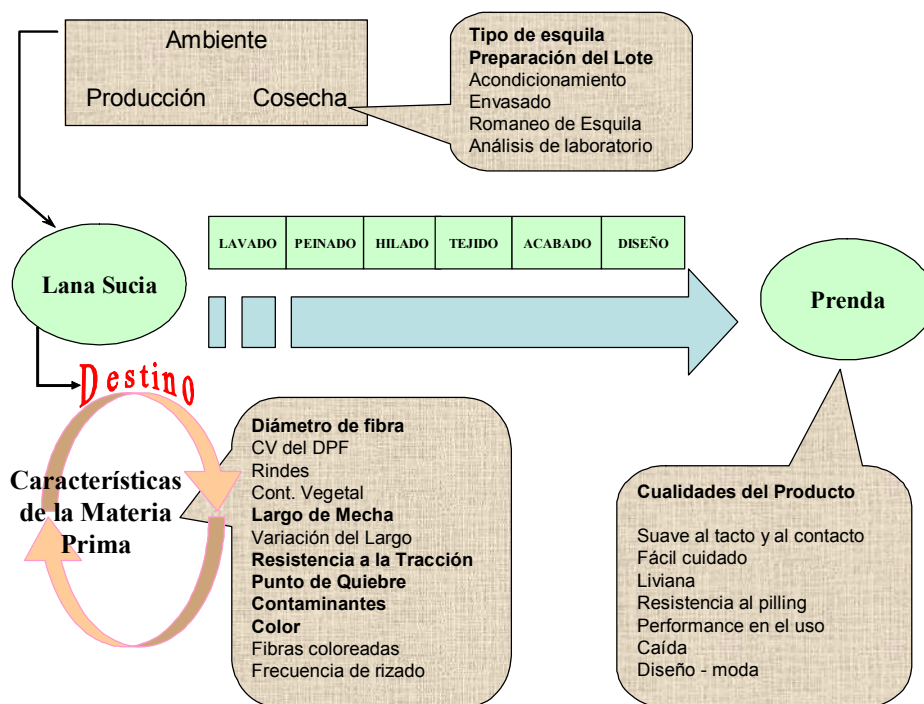 Ambiente
Producción Cosecha
Tipo de esquila
Preparación del Lote
Acondicionamiento
Envasado
Romaneo de Esquila
Análisis de laboratorio
Lana Sucia
LAVADO PEINADO HILADO TEJIDO ACABADO DISEÑO
Prenda
Destino
Características
de la Materia
Prima
Diámetro de fibra
CV del DPF
Rindes
Cont. Vegetal
Largo de Mecha
Variación del Largo
Resistencia a la Tracción
Punto de Quiebre
Contaminantes
Color
Fibras coloreadas
Frecuencia de rizado
Cualidades del Producto
Suave al tacto y al contacto
Fácil cuidado
Liviana
Resistencia al pilling
Performance en el uso
Caída
Diseño - moda